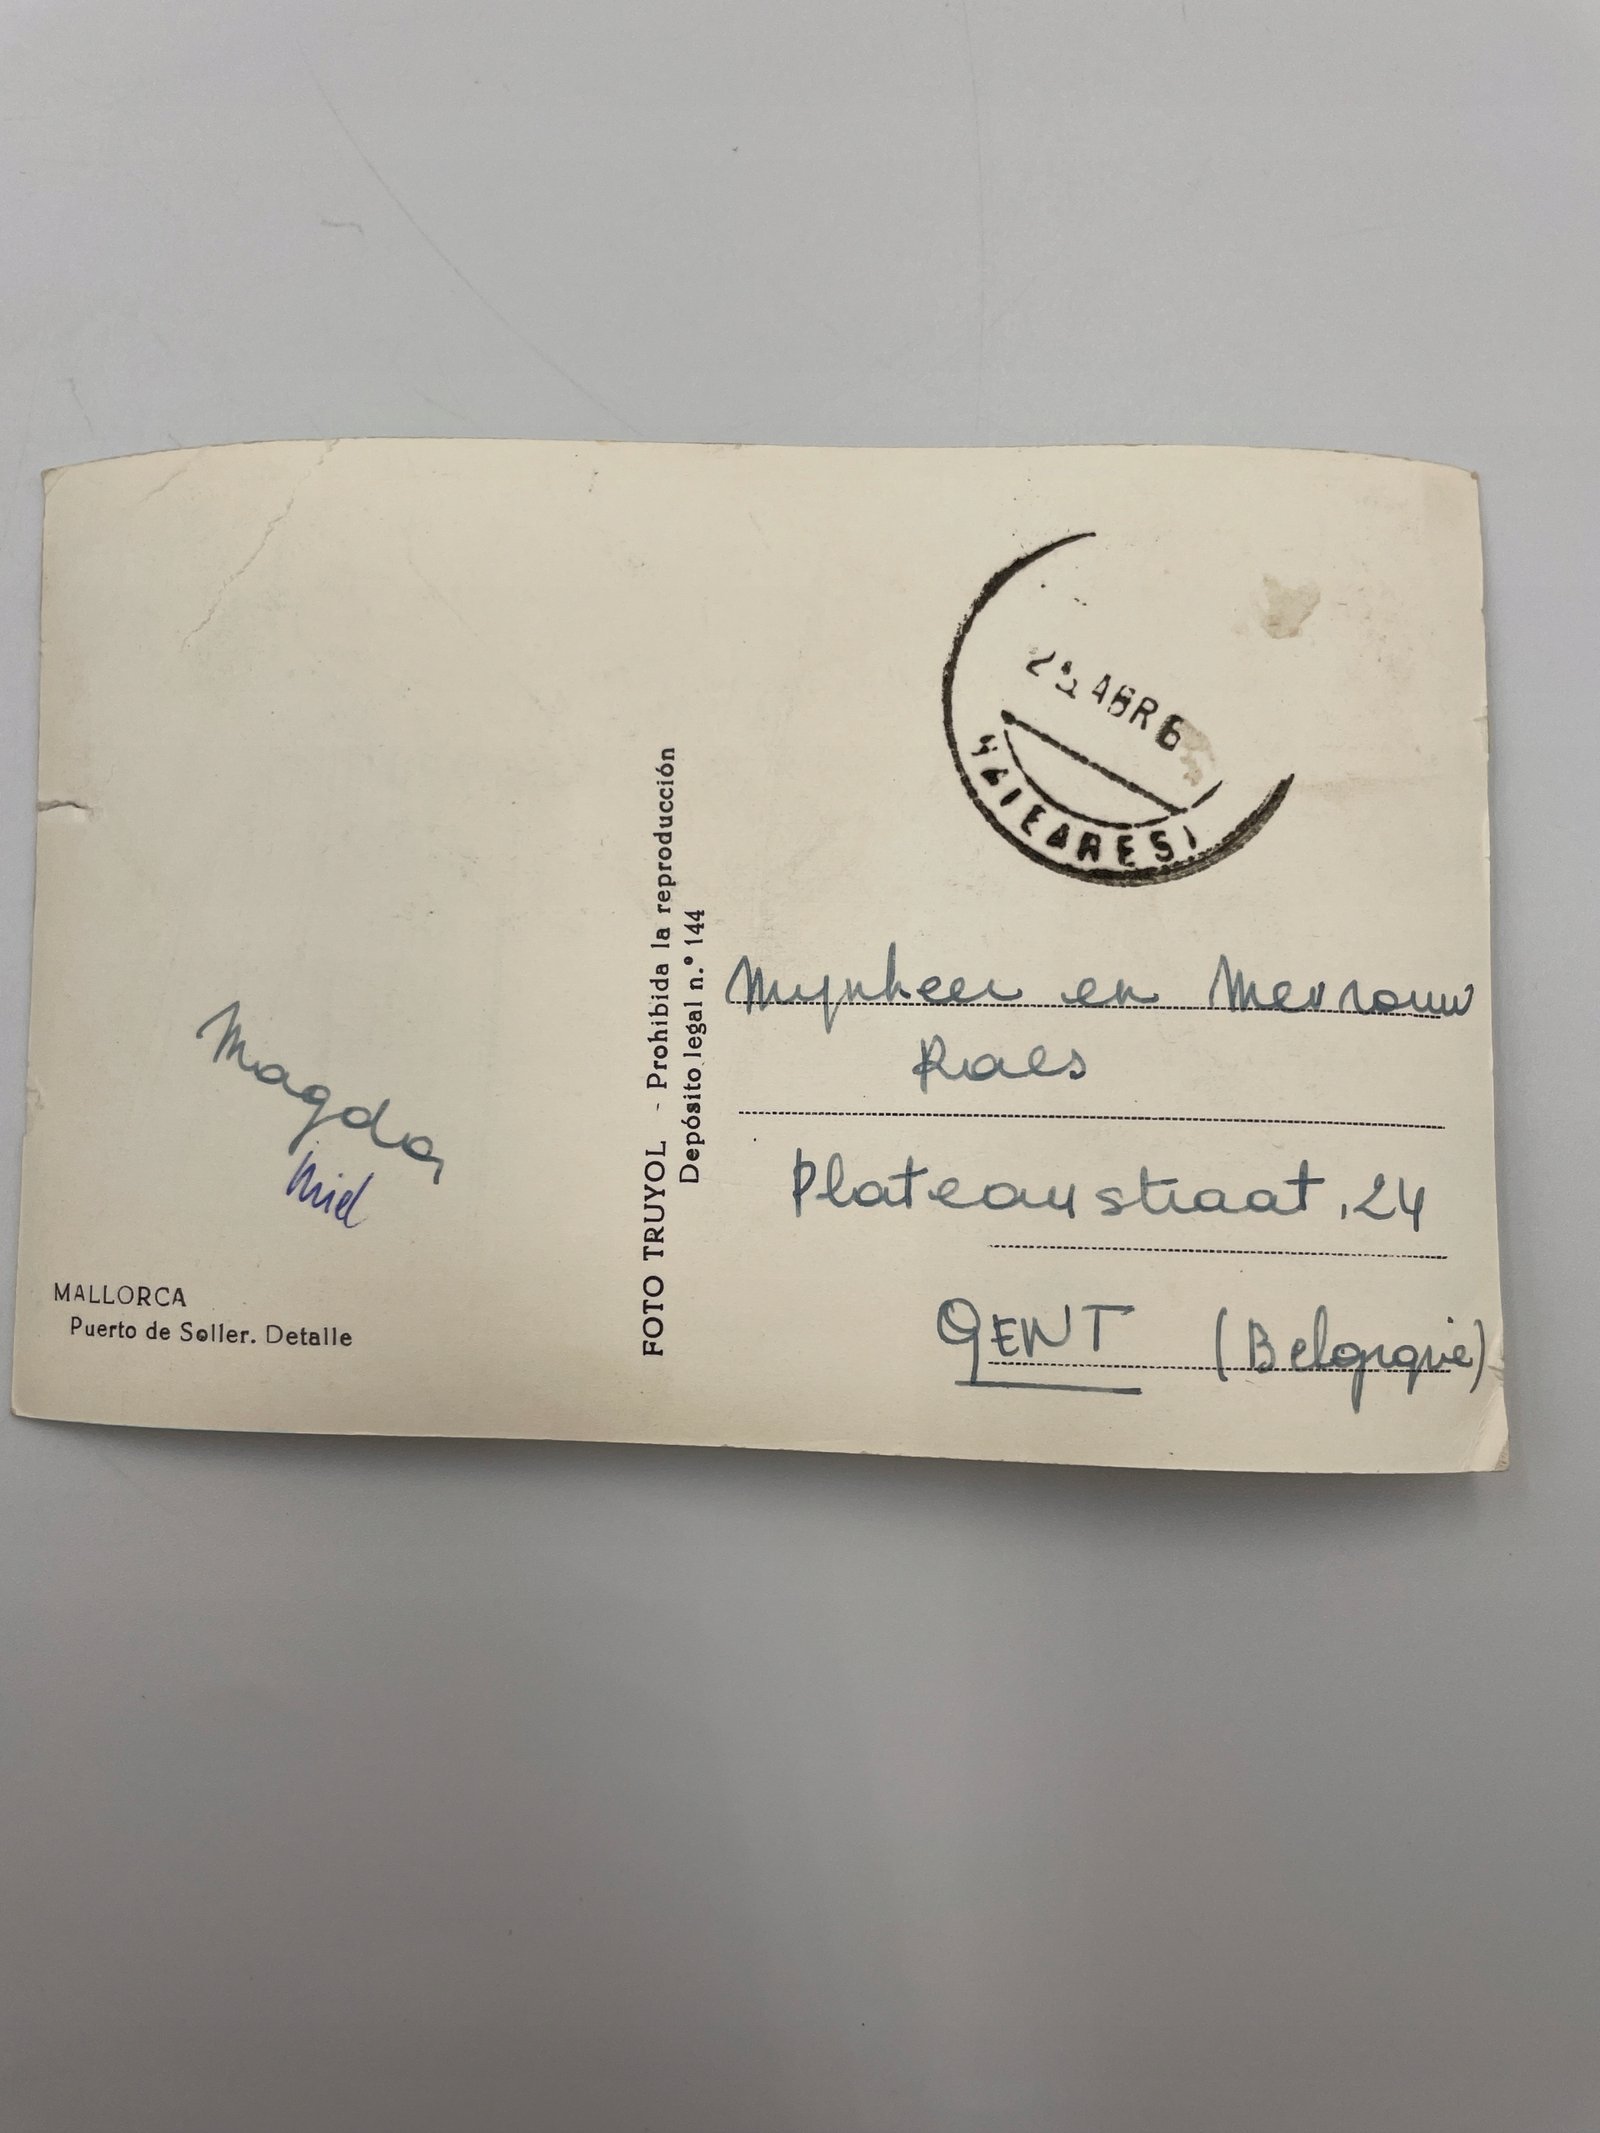 Magda
Miel
MALLORCA
Puerto de Soller. Detalle
FOTO TRUYOL - Prohibida la reproducción
Depósito legal n.º 144
ABR 6
BALEARES)
Mynheer en Mevrouw
Raes
Plateaustraat, 24
GENT (Belgique)